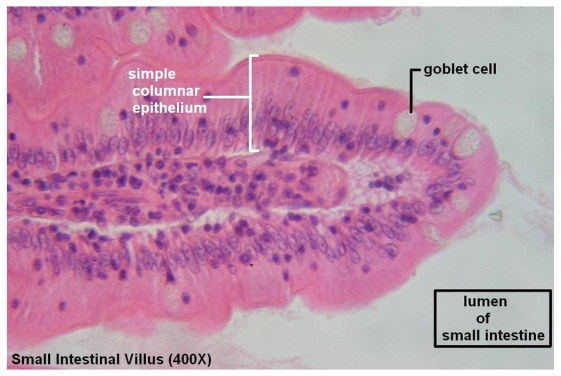 simple
columnar
epithelium
goblet cell
lumen
of
small intestine
Small Intestinal Villus (400X)